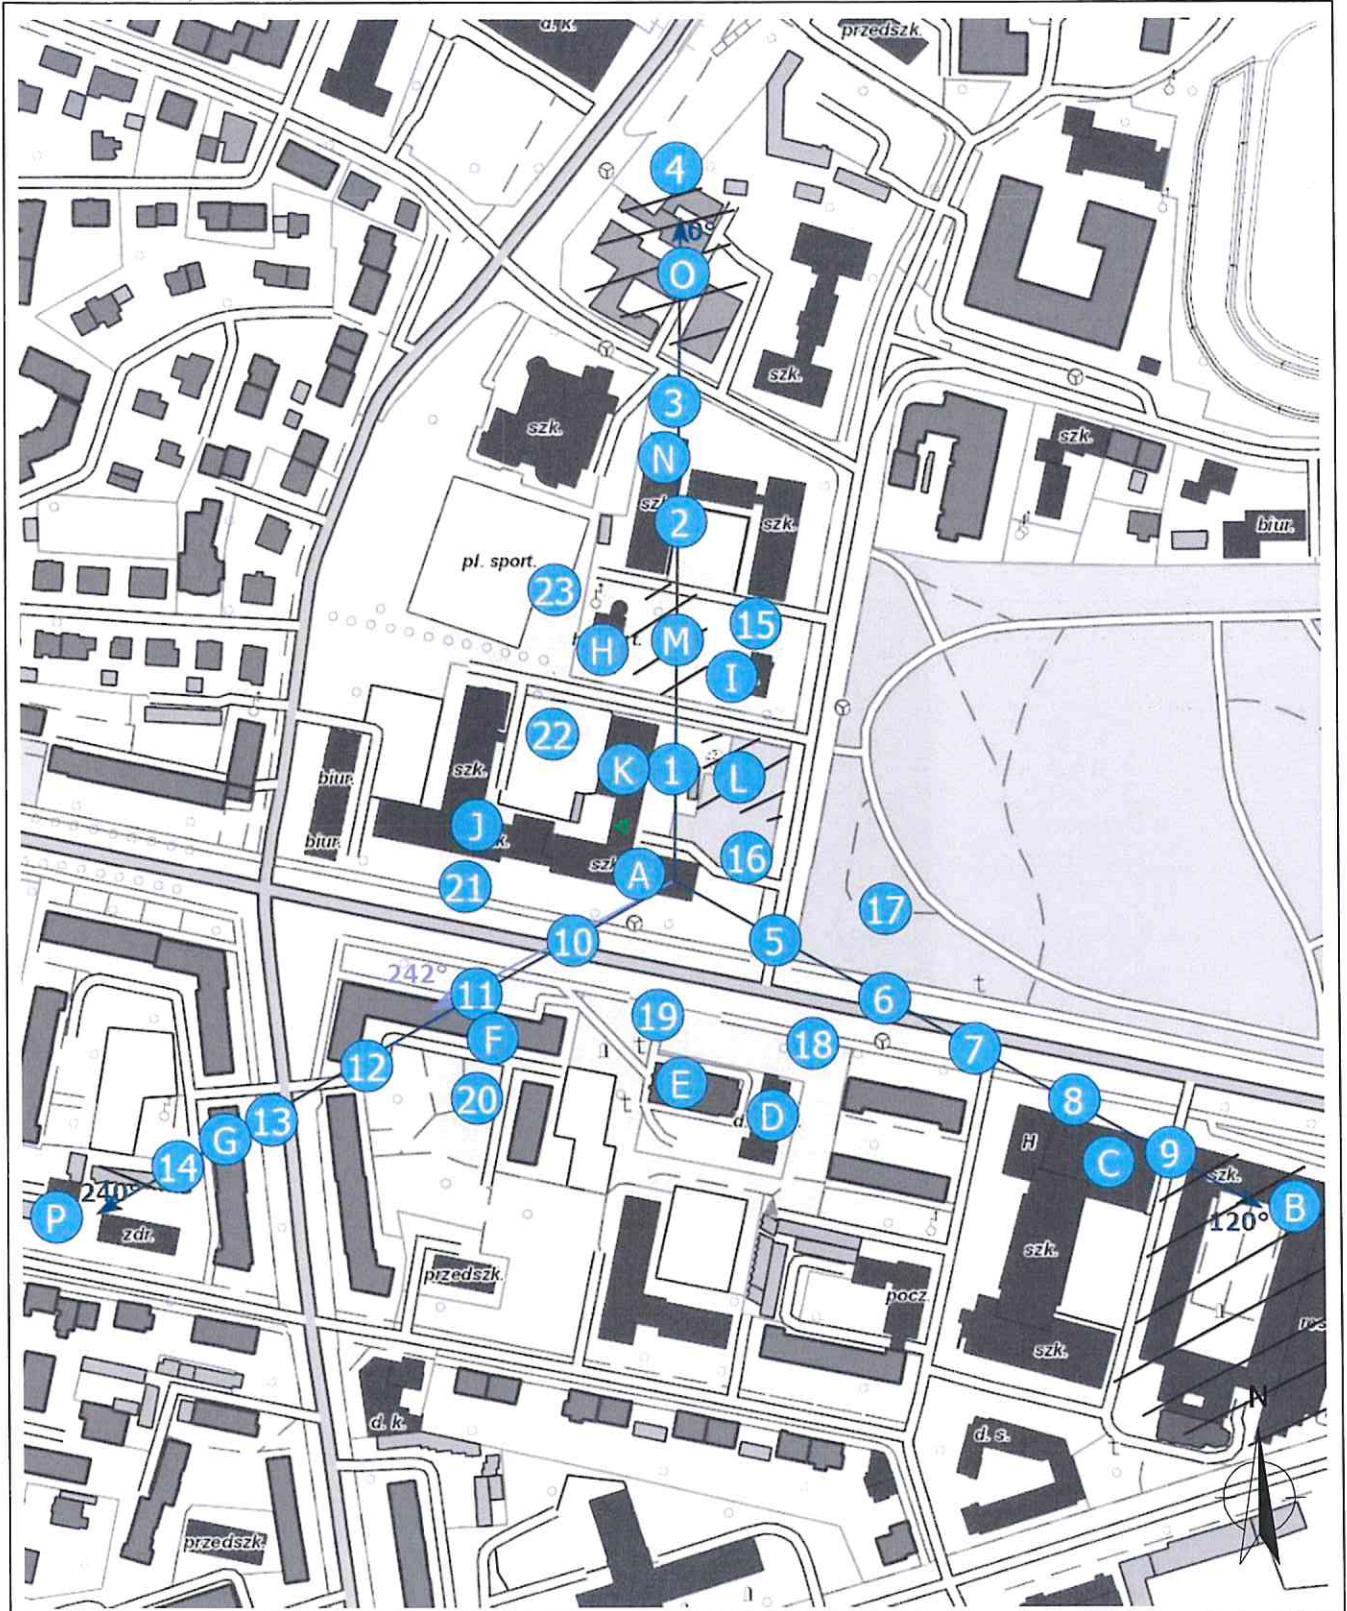 d. k.
przedszk.
4
0°
O
szk.
3
szk.
szk.
N
szk.
2
szk.
biur.
pl. sport.
23
15
M
H
I
22
K
1
L
biur.
szk.
J
biur.
szk.
A
16
21
17
10
5
242°
11
6
t
19
F
t
18
7
12
E
20
8
t
D
13
H
G
C
9
14
szk.
240°
P
B
120°
zdr.
szk.
przedszk.
pocz.
szk.
N
d. k.
d. s.
t
przedszk.